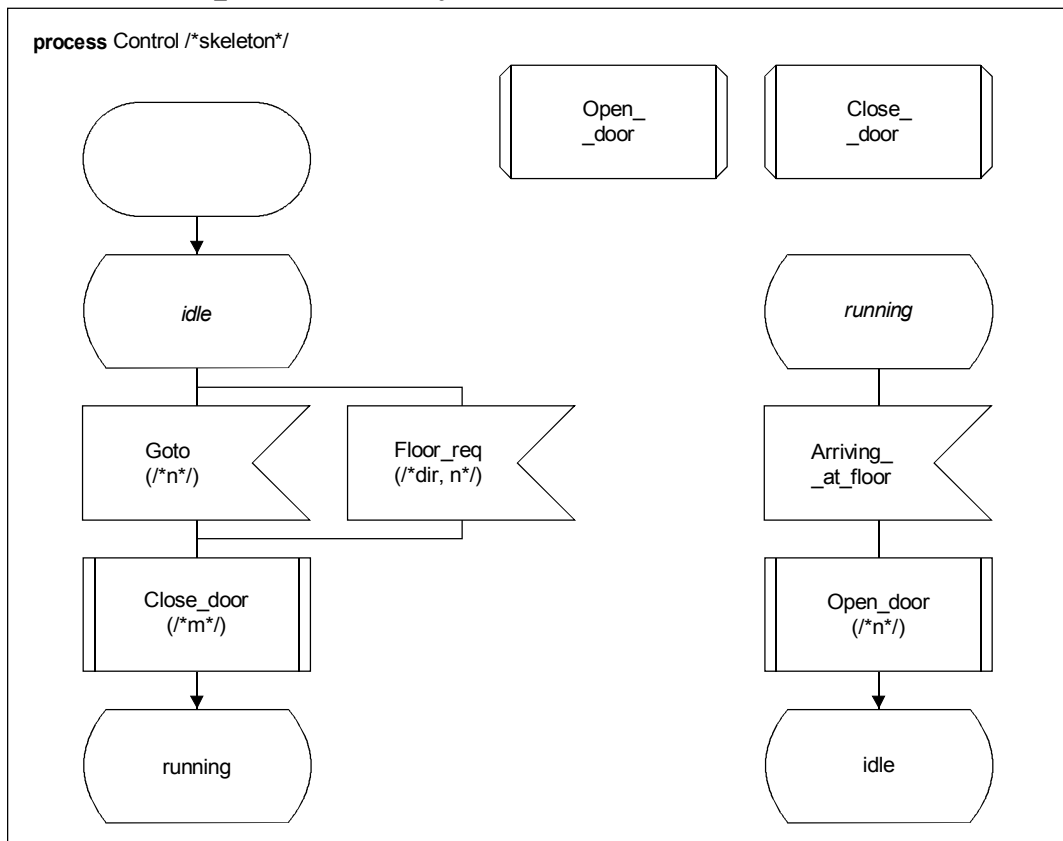 process Control /*skeleton*/
Open_
_door
Close_
_door
idle
running
Goto
(/*n*/)
Floor_req
(/*dir, n*/)
Arriving_
_at_floor
Close_door
(/*m*/)
Open_door
(/*n*/)
running
idle